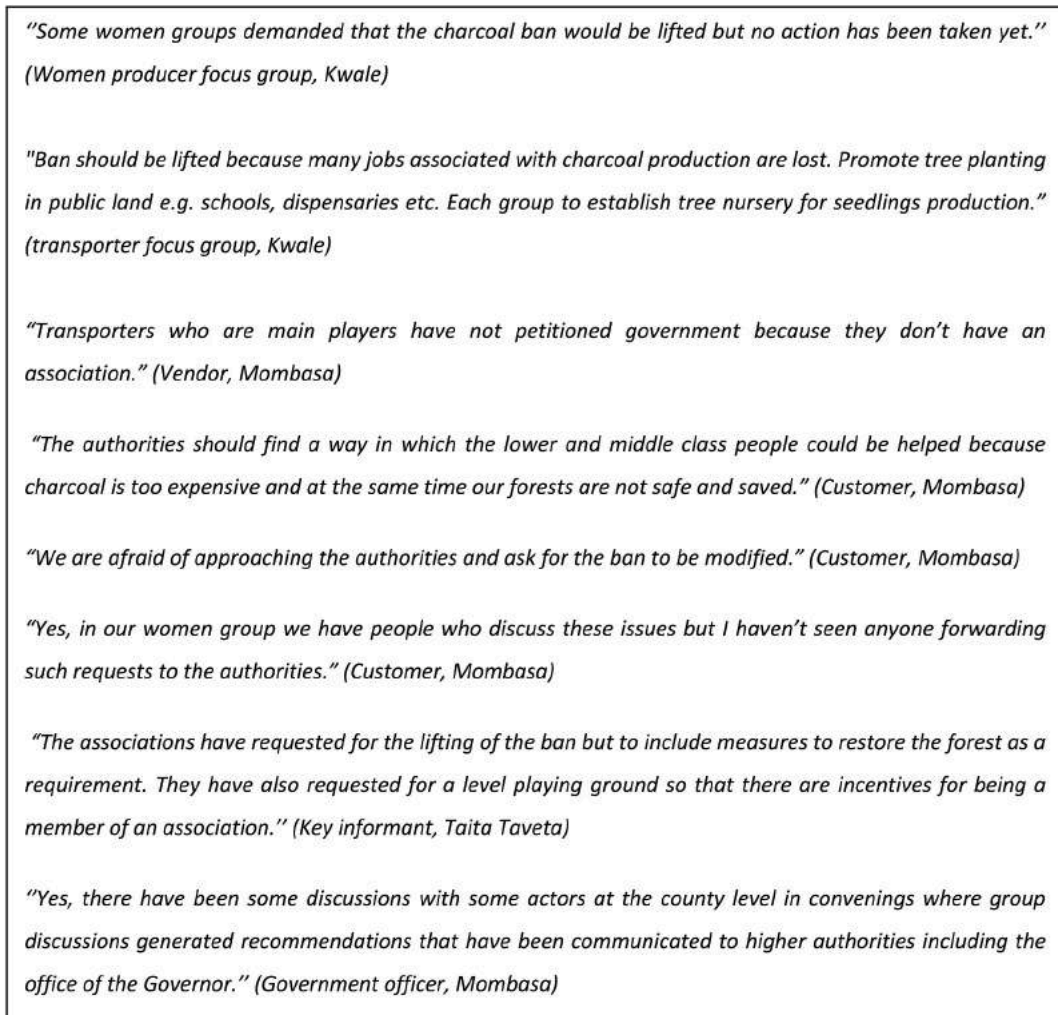 ‘’Some women groups demanded that the charcoal ban would be lifted but no action has been taken yet.’’
(Women producer focus group, Kwale)
"Ban should be lifted because many jobs associated with charcoal production are lost. Promote tree planting
in public land e.g. schools, dispensaries etc. Each group to establish tree nursery for seedlings production.”
(transporter focus group, Kwale)
“Transporters who are main players have not petitioned government because they don’t have an
association.” (Vendor, Mombasa)
“The authorities should find a way in which the lower and middle class people could be helped because
charcoal is too expensive and at the same time our forests are not safe and saved.” (Customer, Mombasa)
“We are afraid of approaching the authorities and ask for the ban to be modified.” (Customer, Mombasa)
“Yes, in our women group we have people who discuss these issues but I haven’t seen anyone forwarding
such requests to the authorities.” (Customer, Mombasa)
“The associations have requested for the lifting of the ban but to include measures to restore the forest as a
requirement. They have also requested for a level playing ground so that there are incentives for being a
member of an association.’’ (Key informant, Taita Taveta)
‘’Yes, there have been some discussions with some actors at the county level in convenings where group
discussions generated recommendations that have been communicated to higher authorities including the
office of the Governor.’’ (Government officer, Mombasa)